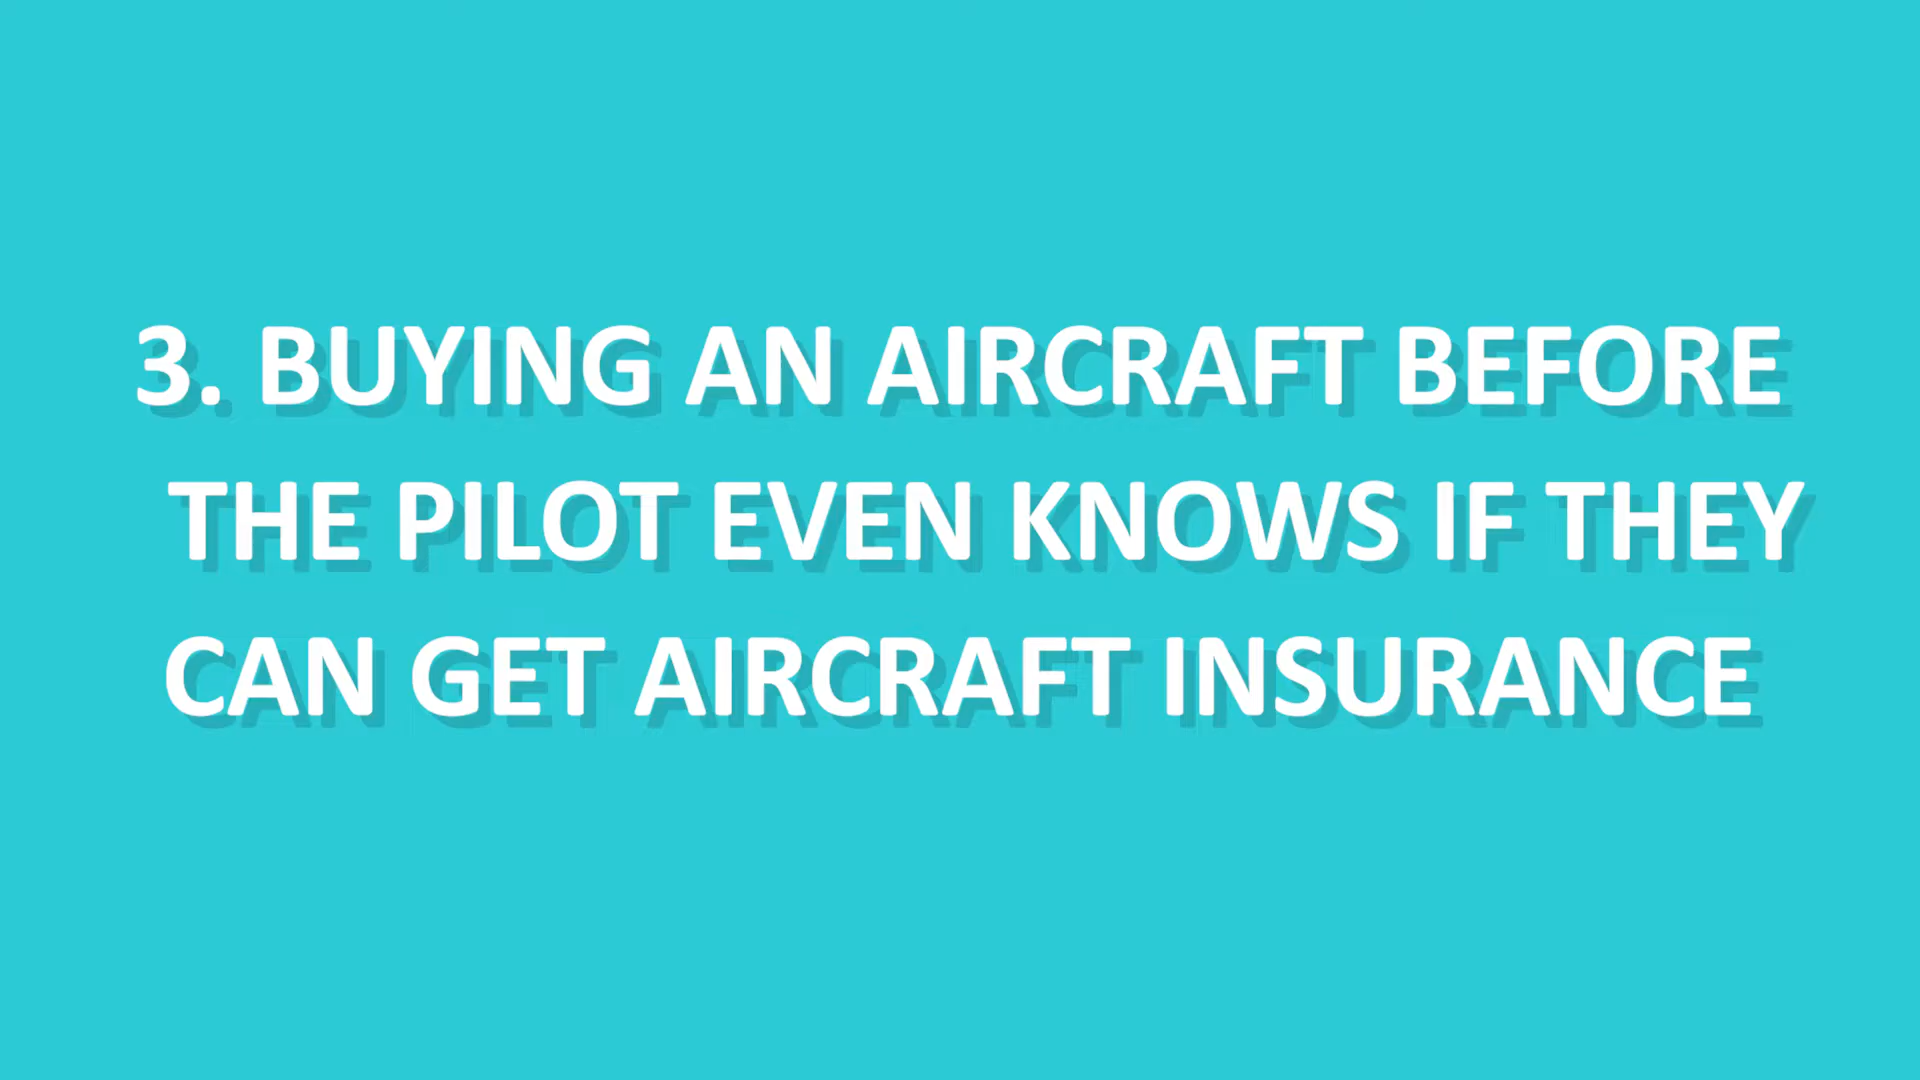 3. BUYING AN AIRCRAFT BEFORE
THE PILOT EVEN KNOWS IF THEY
CAN GET AIRCRAFT INSURANCE